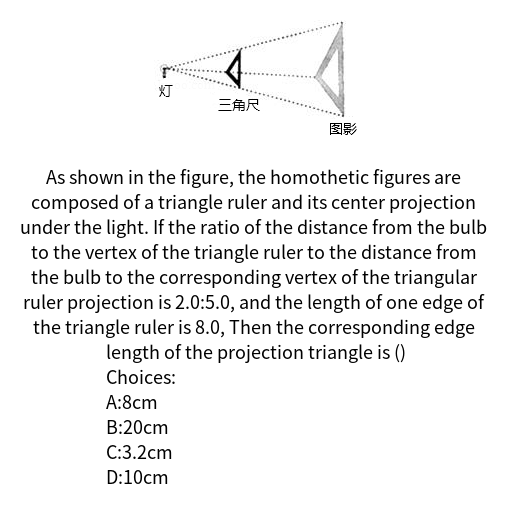 灯
三角尺
图影
As shown in the figure, the homothetic figures are
composed of a triangle ruler and its center projection
under the light. If the ratio of the distance from the bulb
to the vertex of the triangle ruler to the distance from
the bulb to the corresponding vertex of the triangular
ruler projection is 2.0:5.0, and the length of one edge of
the triangle ruler is 8.0, Then the corresponding edge
length of the projection triangle is ()
Choices:
A:8cm
B:20cm
C:3.2cm
D:10cm